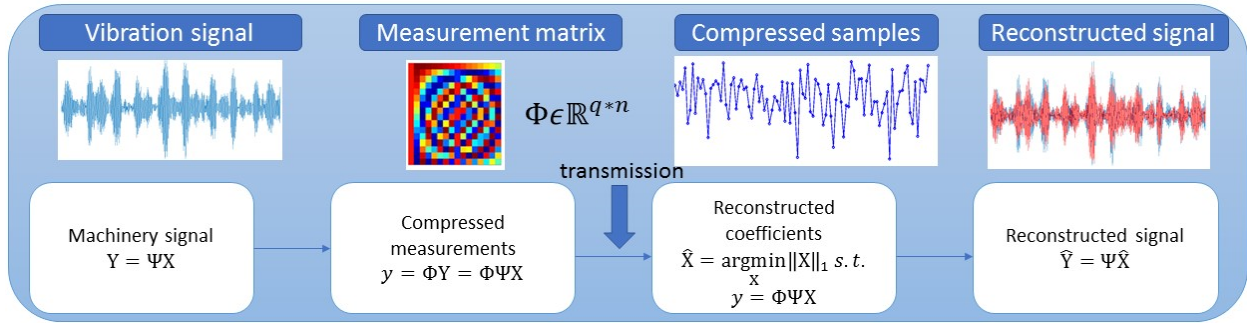 Vibration signal
Measurement matrix
Compressed samples
Reconstructed signal
Φϵℝ^{q*n}
transmission
Machinery signal
Y = ΨX
Compressed
measurements
y = ΦY = ΦΨX
Reconstructed
coefficients
X̂ = argmin‖X‖₁ s.t.
X
y = ΦΨX
Reconstructed signal
Ŷ = ΨX̂